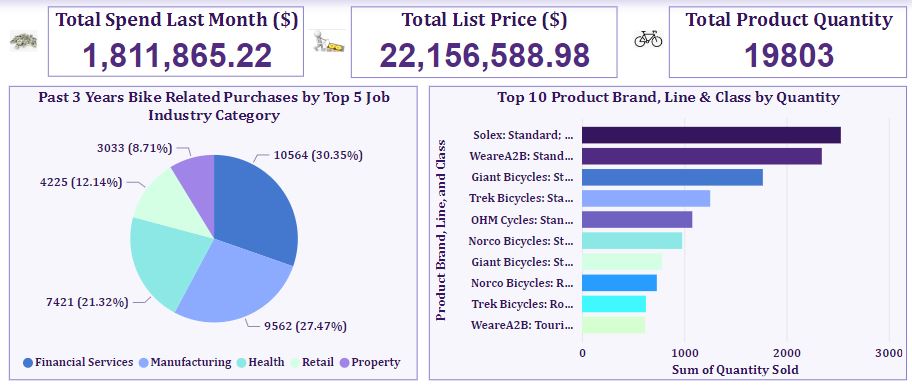 Total Spend Last Month ($)
1,811,865.22
Total List Price ($)
22,156,588.98
Total Product Quantity
19803
Past 3 Years Bike Related Purchases by Top 5 Job
Industry Category
3033 (8.71%)
10564 (30.35%)
4225 (12.14%)
7421 (21.32%)
9562 (27.47%)
Financial Services
Manufacturing
Health
Retail
Property
Top 10 Product Brand, Line & Class by Quantity
Product Brand, Line, and Class
Solex: Standard; ...
WeareA2B: Stand...
Giant Bicycles: St...
Trek Bicycles: Sta...
OHM Cycles: Stan...
Norco Bicycles: St...
Giant Bicycles: St...
Norco Bicycles: R...
Trek Bicycles: Ro...
WeareA2B: Touri...
0
1000
2000
3000
Sum of Quantity Sold